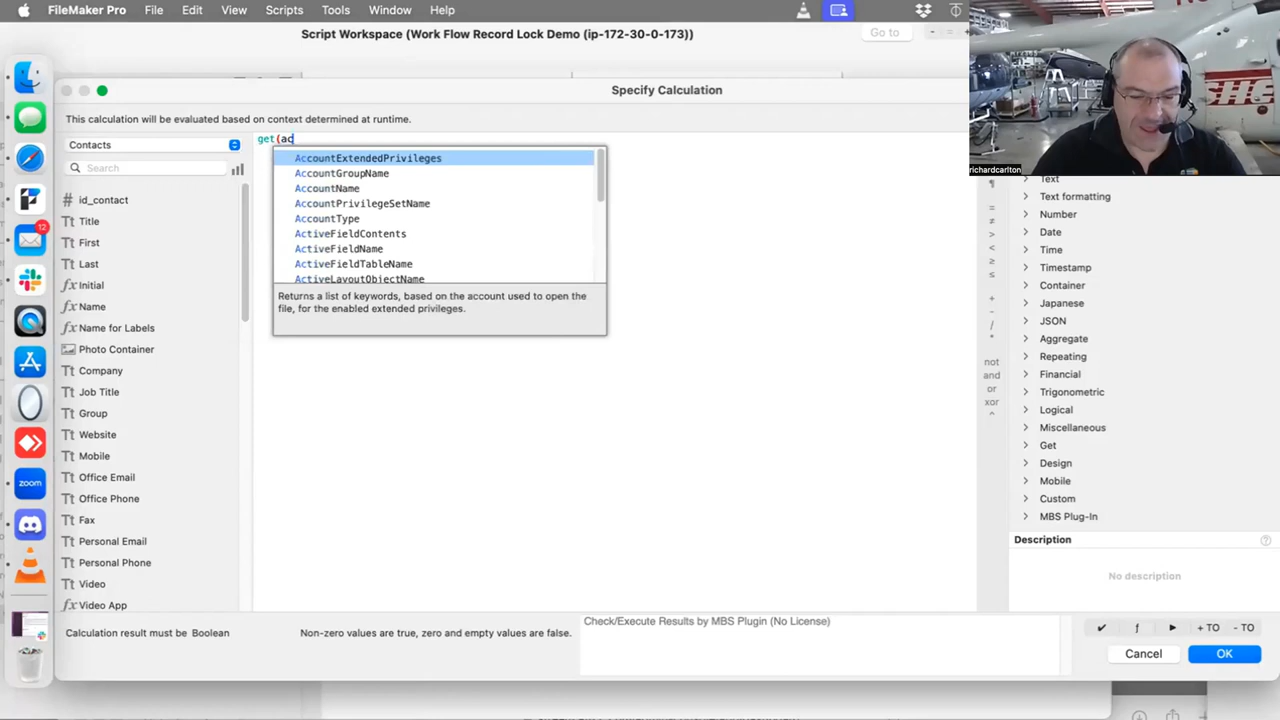 FileMaker Pro File Edit View Scripts Tools Window Help
Script Workspace (Work Flow Record Lock Demo (ip-172-30-0-173))
Go to
Specify Calculation
This calculation will be evaluated based on context determined at runtime.
Contacts
Search
id_contact
Title
First
Last
Initial
Name
Name for Labels
Photo Container
Company
Job Title
Group
Website
Mobile
Office Email
Office Phone
Fax
Personal Email
Personal Phone
Video
Video App
get(ac
AccountExtendedPrivileges
AccountGroupName
AccountName
AccountPrivilegeSetName
AccountType
ActiveFieldContents
ActiveFieldName
ActiveFieldTableName
ActiveLayoutObjectName
Returns a list of keywords, based on the account used to open the
file, for the enabled extended privileges.
richardcarlton
¶
=
≠
>
<
≥
≤
+
-
/
*
not
and
or
xor
^
Text
Text formatting
Number
Date
Time
Timestamp
Container
Japanese
JSON
Aggregate
Repeating
Financial
Trigonometric
Logical
Miscellaneous
Get
Design
Mobile
Custom
MBS Plug-In
Description
No description
12
zoom
Calculation result must be Boolean
Non-zero values are true, zero and empty values are false.
Check/Execute Results by MBS Plugin (No License)
+ TO - TO
Cancel OK